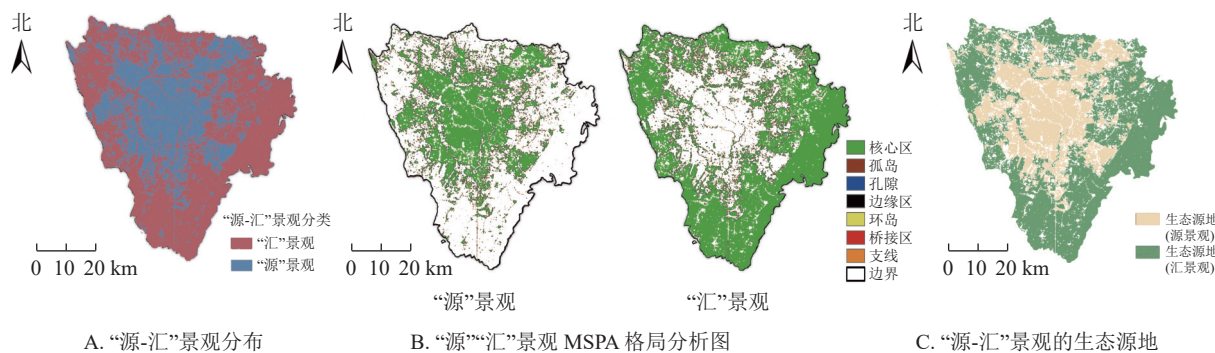 北
“源-汇”景观分类
“汇”景观
“源”景观
0 10 20 km
A. “源-汇”景观分布
北
0 10 20 km
“源”景观
“汇”景观
核心区
孤岛
孔隙
边缘区
环岛
桥接区
支线
边界
B. “源”“汇”景观 MSPA 格局分析图
北
0 10 20 km
生态源地
(源景观)
生态源地
(汇景观)
C. “源-汇”景观的生态源地